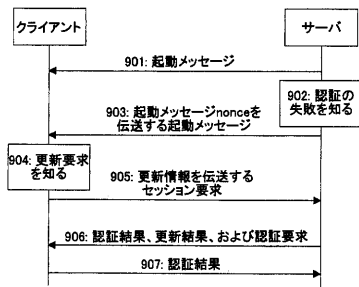 クライアント
サーバ
901: 起動メッセージ
902: 認証の
失敗を知る
903: 起動メッセージnonceを
伝送する起動メッセージ
904: 更新要求
を知る
905: 更新情報を伝送する
セッション要求
906: 認証結果、更新結果、および認証要求
907: 認証結果